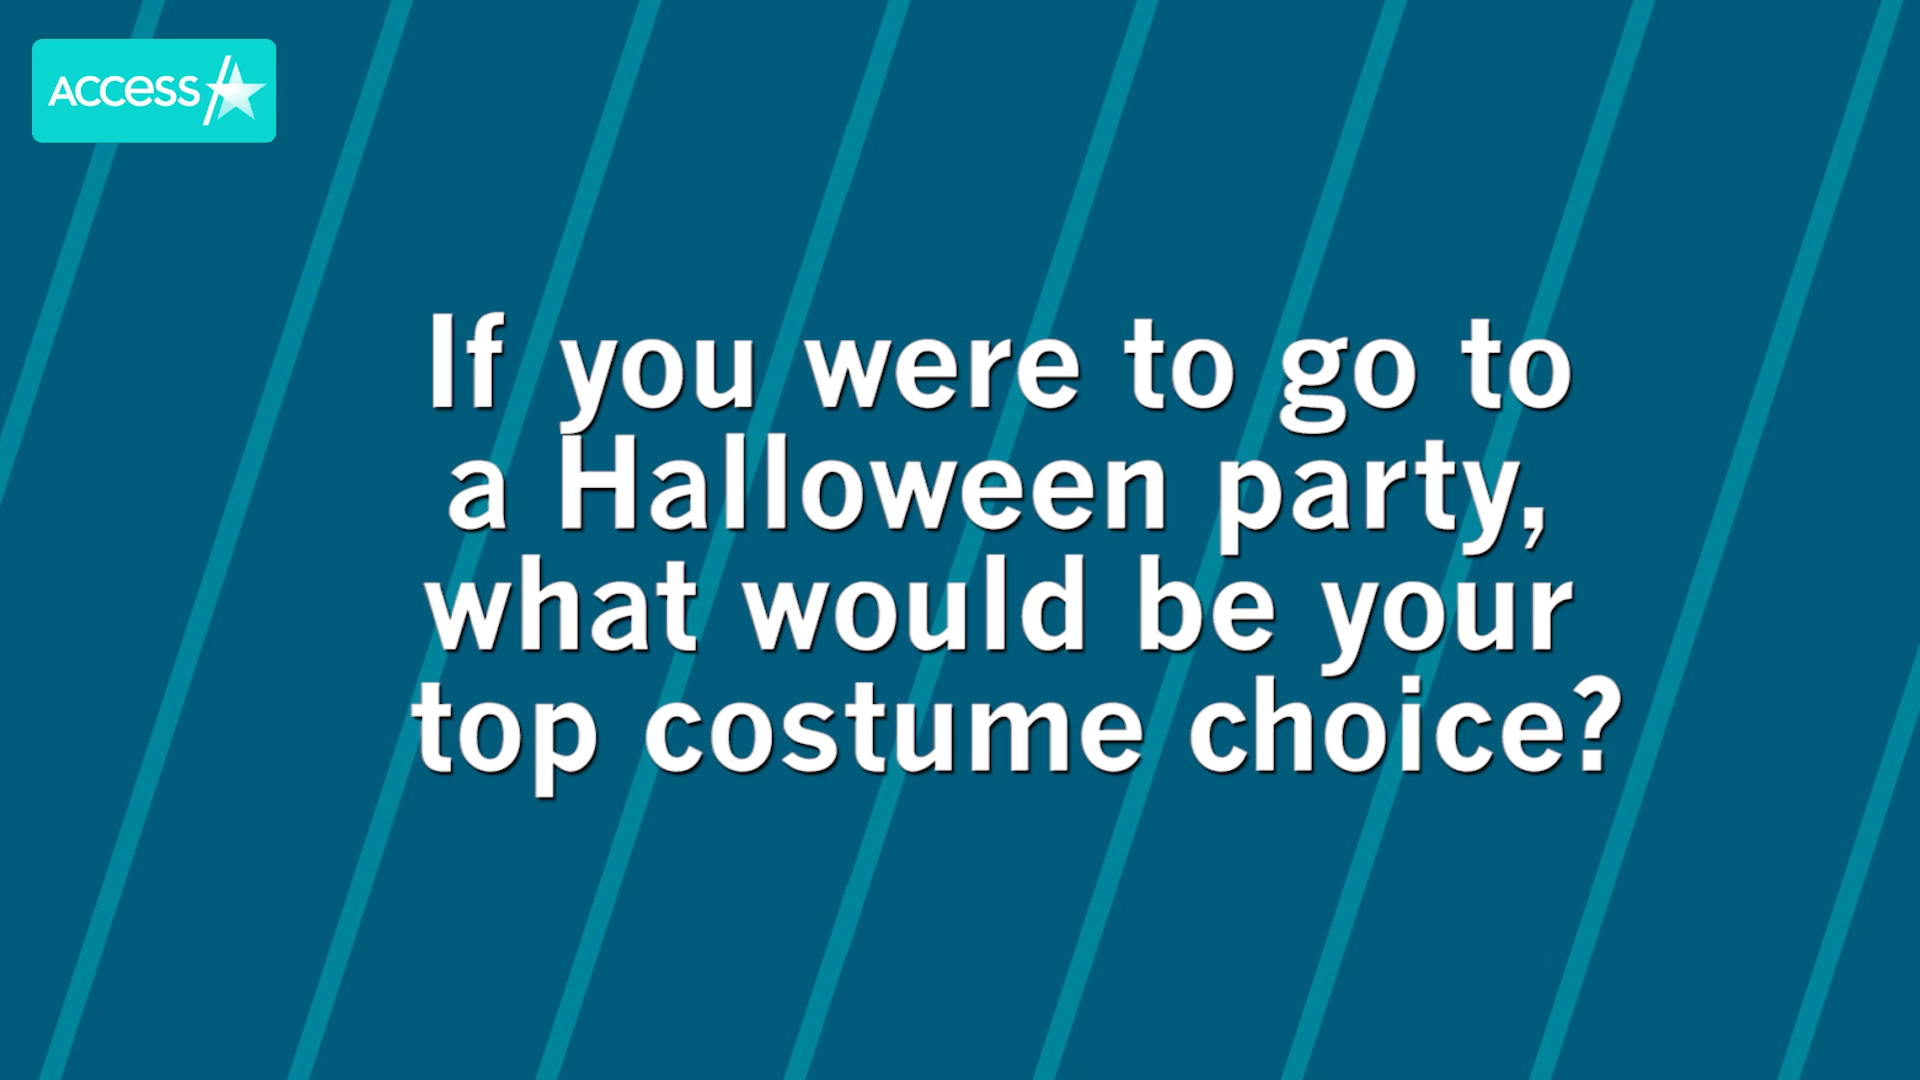 ACCESS
If you were to go to
a Halloween party,
what would be your
top costume choice?